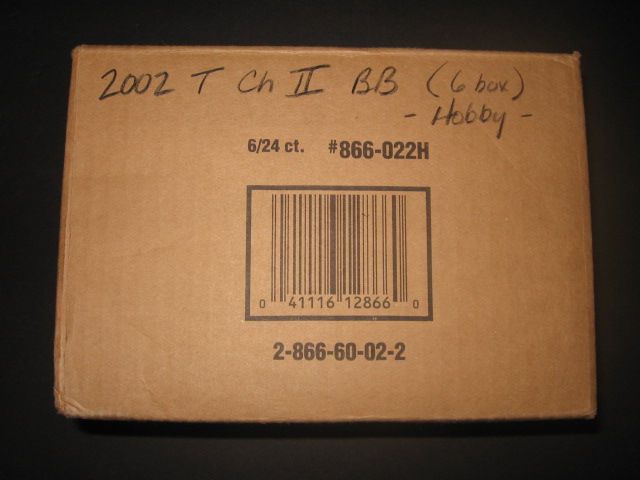 2002 T Ch II BB (6 box)
- Hobby -
6/24 ct. #866-022H
0 41116 12866 0
2-866-60-02-2